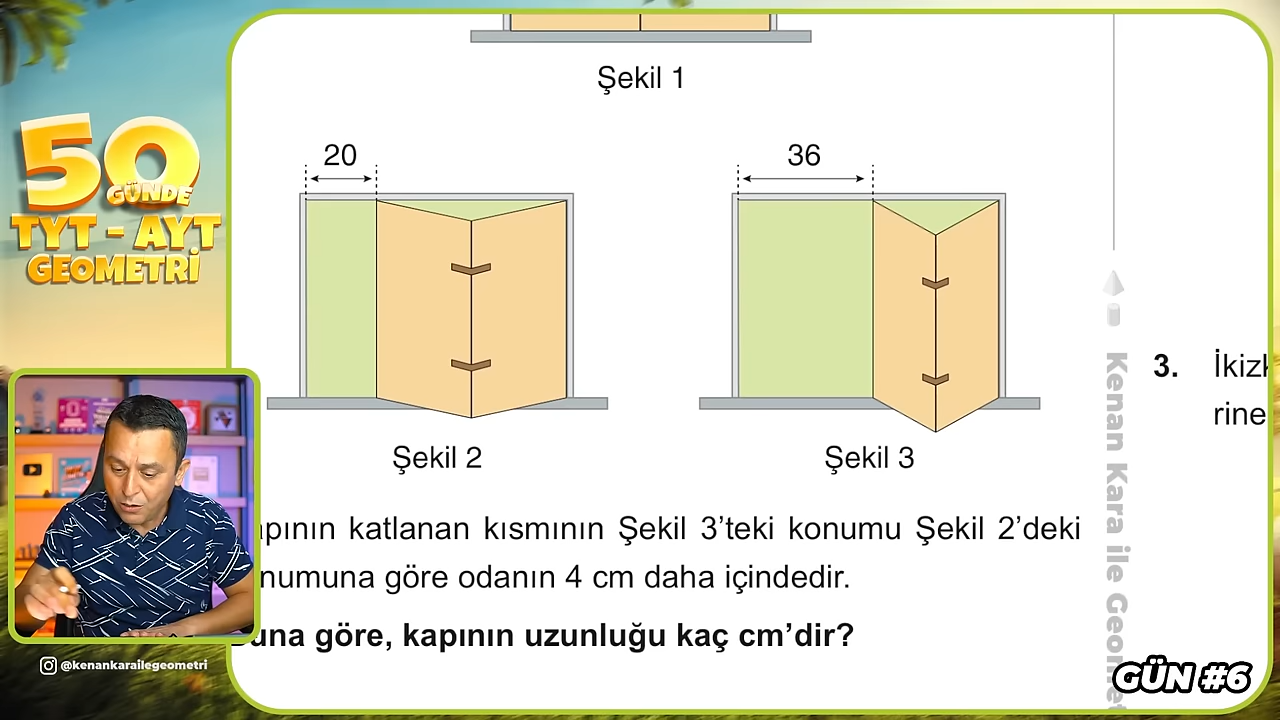 50
GÜNDE
TYT - AYT
GEOMETRİ
Şekil 1
20
36
Şekil 2
Şekil 3
apının katlanan kısmının Şekil 3’teki konumu Şekil 2’deki
numuna göre odanın 4 cm daha içindedir.
una göre, kapının uzunluğu kaç cm’dir?
3. İkizk
rine
Kenan Kara ile Geomet
@kenankarailegeometri
GÜN #6